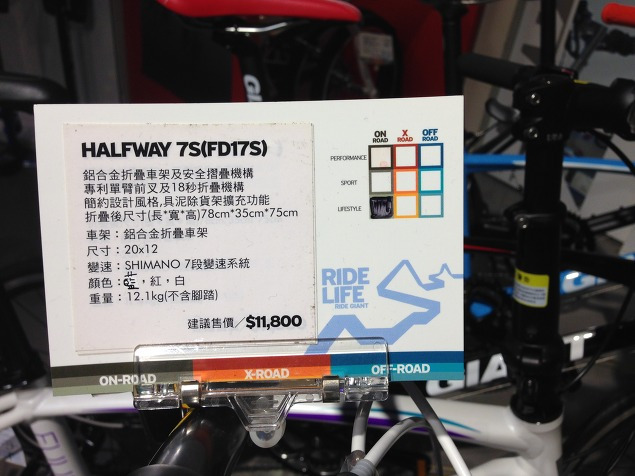 HALFWAY 7S(FD17S)
鋁合金折疊車架及安全摺疊機構
專利單臂前叉及18秒折疊機構
簡約設計風格,具泥除貨架擴充功能
折疊後尺寸(長*寬*高)78cm*35cm*75cm
車架：鋁合金折疊車架
尺寸：20x12
變速：SHIMANO 7段變速系統
顏色：藍，紅，白
重量：12.1kg(不含腳踏)
建議售價/$11,800
ON ROAD
X ROAD
OFF ROAD
PERFORMANCE
SPORT
LIFESTYLE
RIDE
LIFE
RIDE GIANT
ON-ROAD
X-ROAD
OFF-ROAD
GIANT